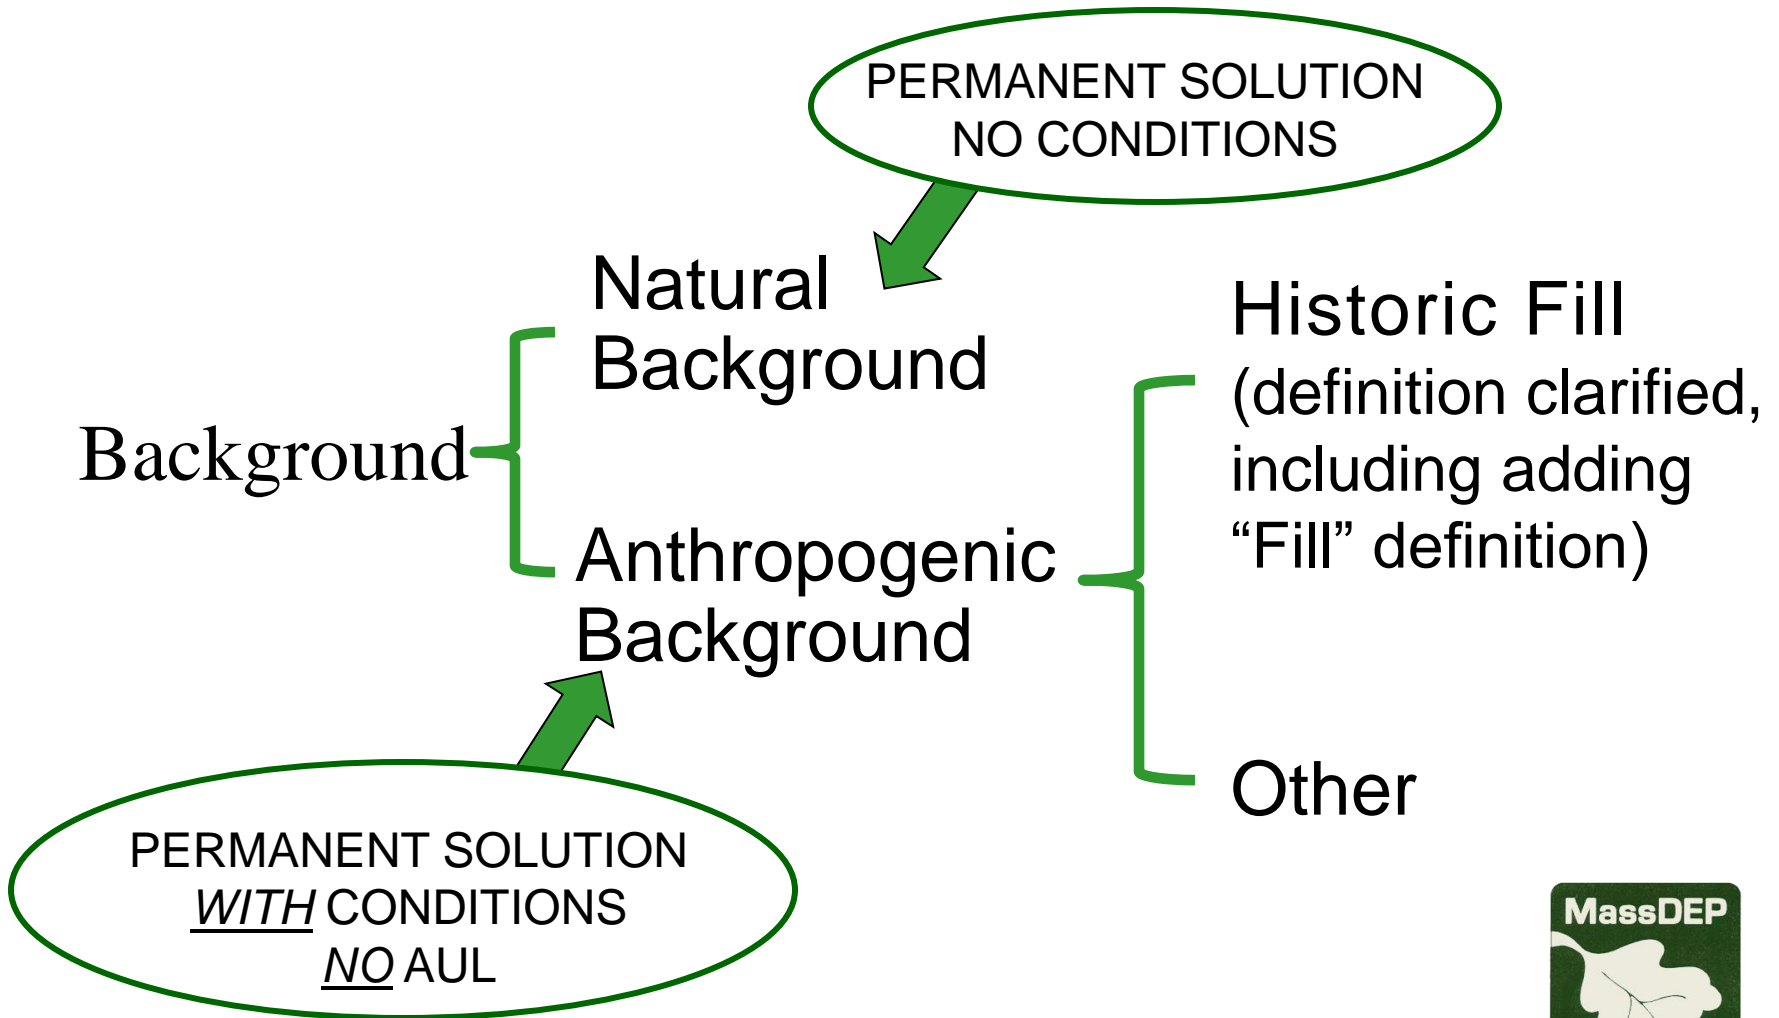 PERMANENT SOLUTION
NO CONDITIONS
Natural
Background
Background
Anthropogenic
Background
Historic Fill
(definition clarified,
including adding
“Fill” definition)
Other
PERMANENT SOLUTION
WITH CONDITIONS
NO AUL
MassDEP